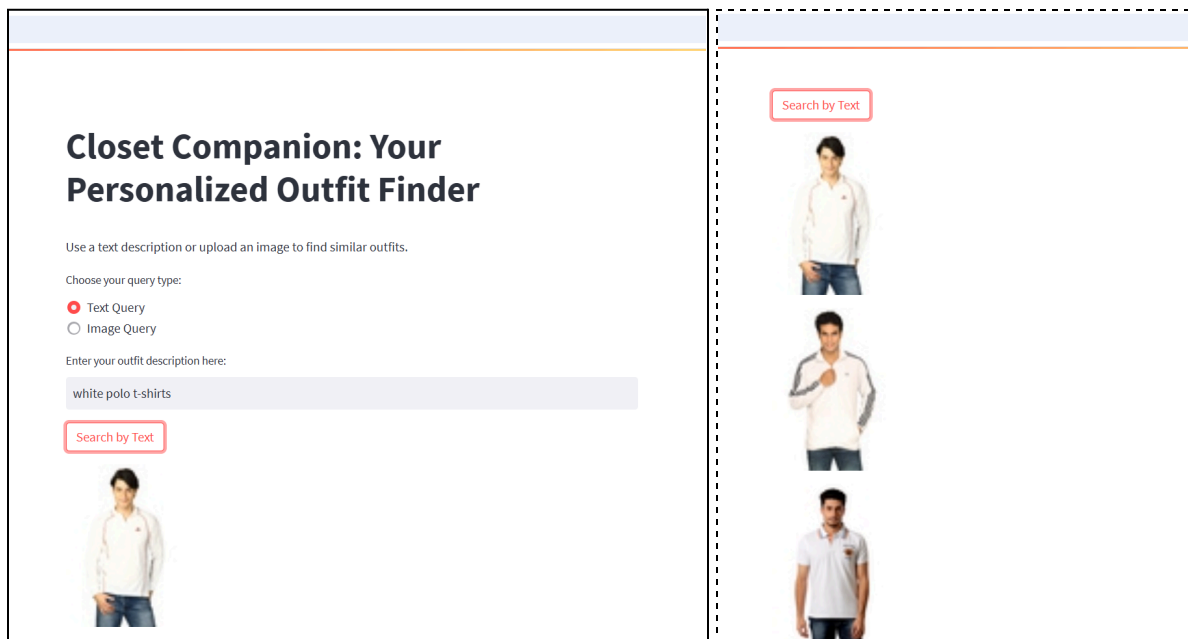 Closet Companion: Your
Personalized Outfit Finder
Use a text description or upload an image to find similar outfits.
Choose your query type:
Text Query
Image Query
Enter your outfit description here:
white polo t-shirts
Search by Text
Search by Text